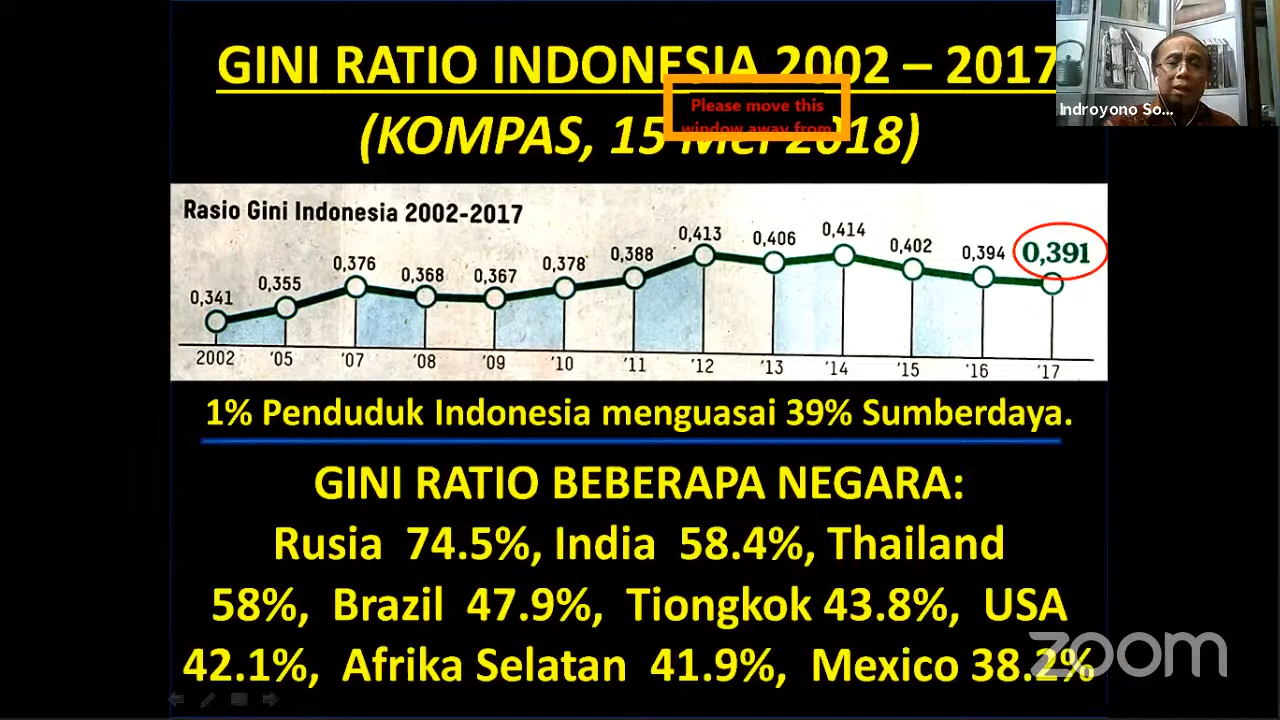 GINI RATIO INDONESIA 2002 – 2017
Indroyono So...
Please move this
window away from
(KOMPAS, 15 Mei 2018)
Rasio Gini Indonesia 2002-2017
0,341 0,355 0,376 0,368 0,367 0,378 0,388 0,413 0,406 0,414 0,402 0,394 0,391
2002 '05 '07 '08 '09 '10 '11 '12 '13 '14 '15 '16 '17
1% Penduduk Indonesia menguasai 39% Sumberdaya.
GINI RATIO BEBERAPA NEGARA:
Rusia 74.5%, India 58.4%, Thailand
58%, Brazil 47.9%, Tiongkok 43.8%, USA
42.1%, Afrika Selatan 41.9%, Mexico 38.2%
zoom